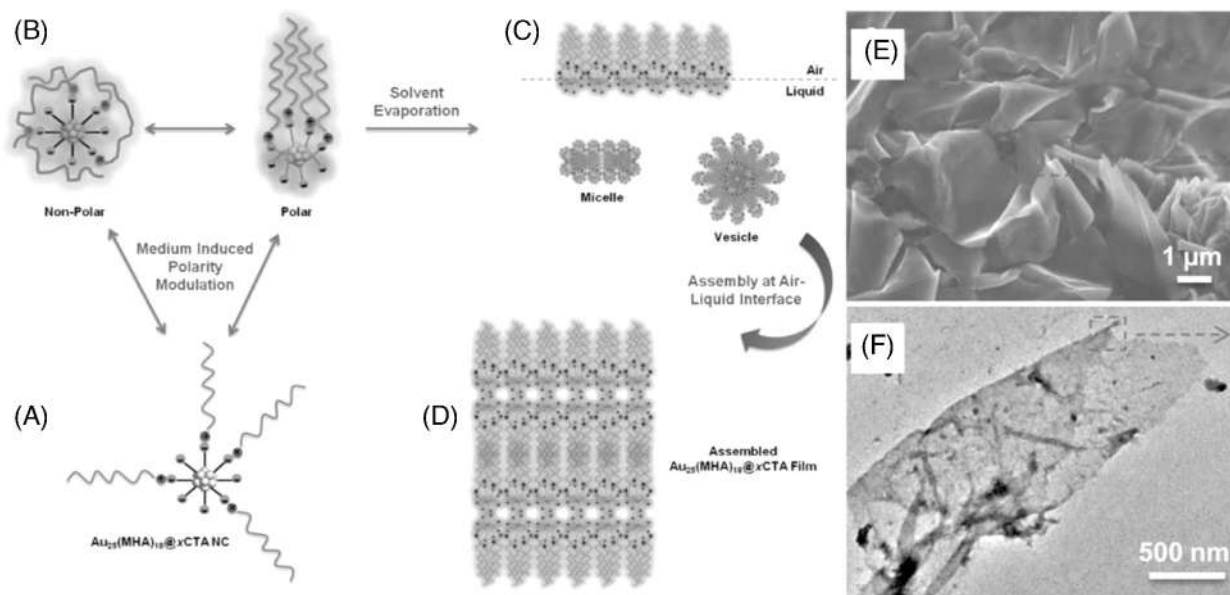 (B)
Non-Polar
Polar
Solvent
Evaporation
Medium Induced
Polarity
Modulation
(A)
Au₂₅(MHA)₁₈@xCTA NC
(C)
Air
Liquid
Micelle
Vesicle
Assembly at Air-
Liquid Interface
(D)
Assembled
Au₂₅(MHA)₁₈@xCTA Film
(E)
1 µm
(F)
500 nm